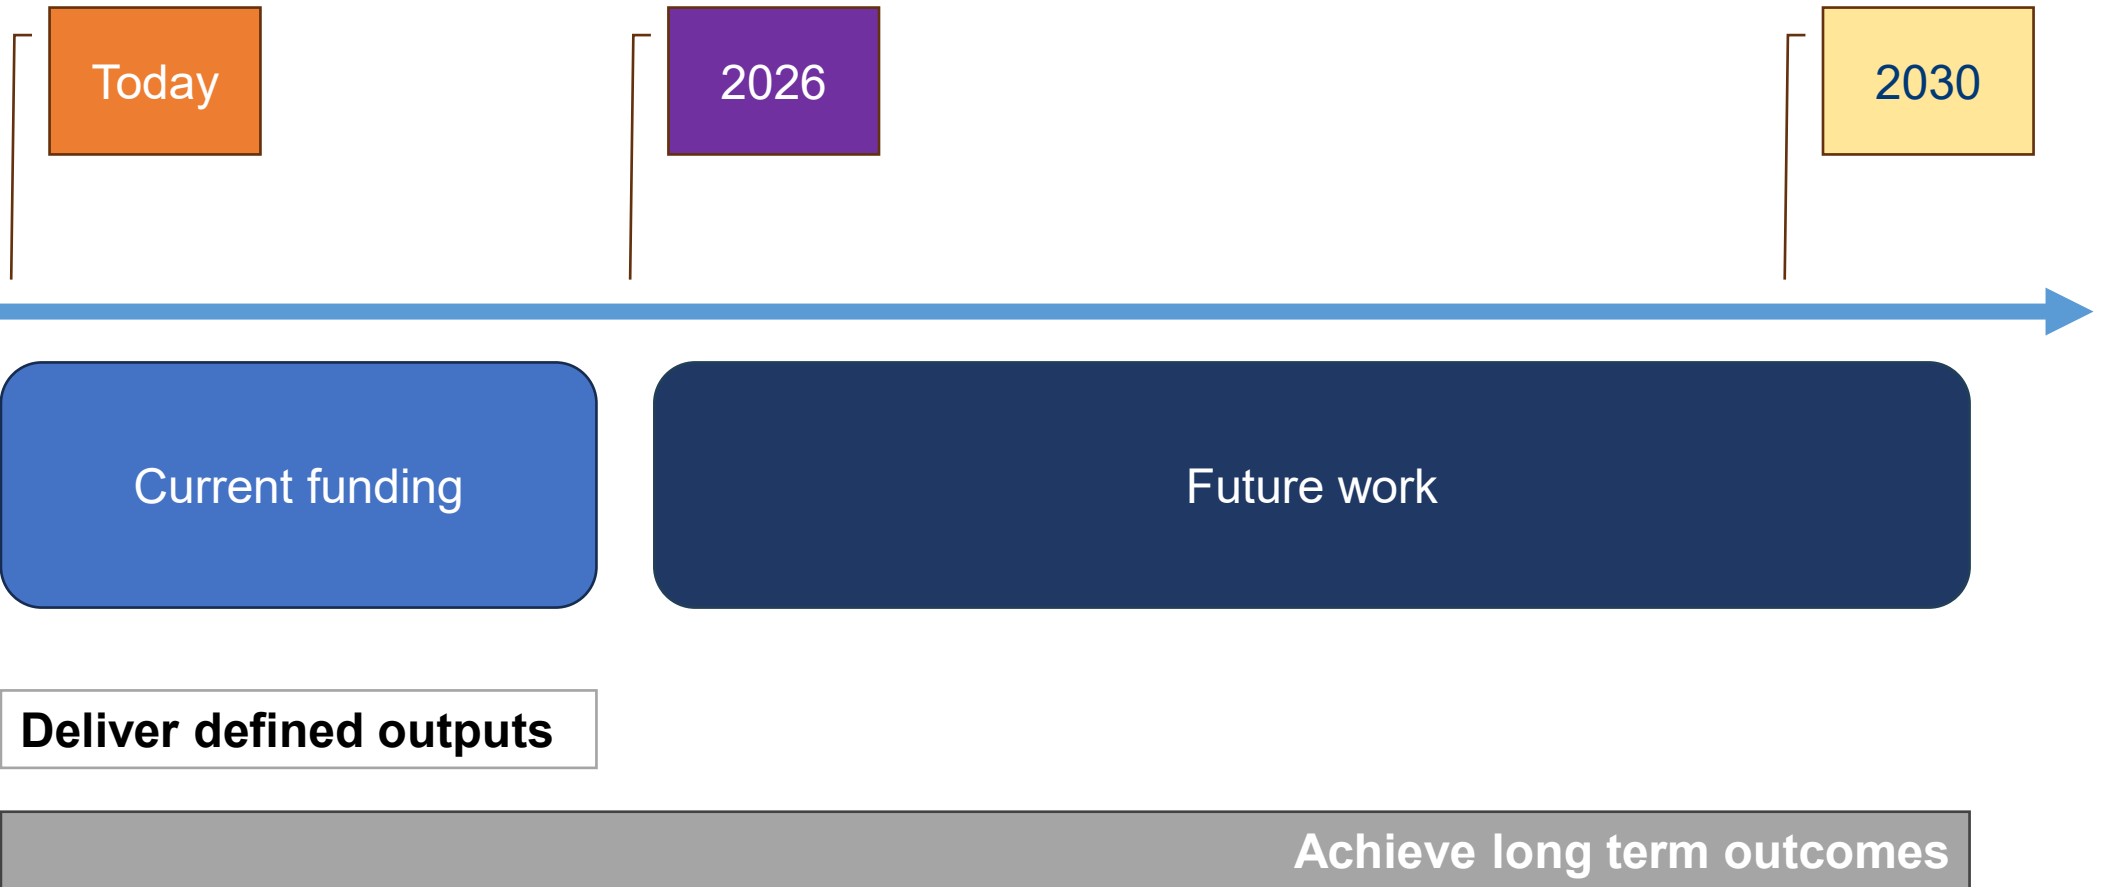 Today
2026
2030
Current funding
Future work
Deliver defined outputs
Achieve long term outcomes